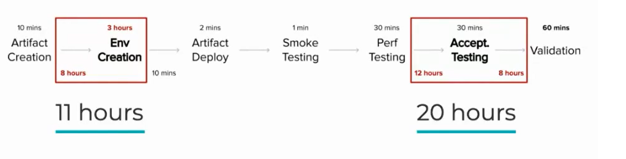 10 mins
Artifact
Creation
8 hours
3 hours
Env
Creation
10 mins
2 mins
Artifact
Deploy
1 min
Smoke
Testing
30 mins
Perf
Testing
12 hours
30 mins
Accept.
Testing
8 hours
60 mins
Validation
11 hours
20 hours